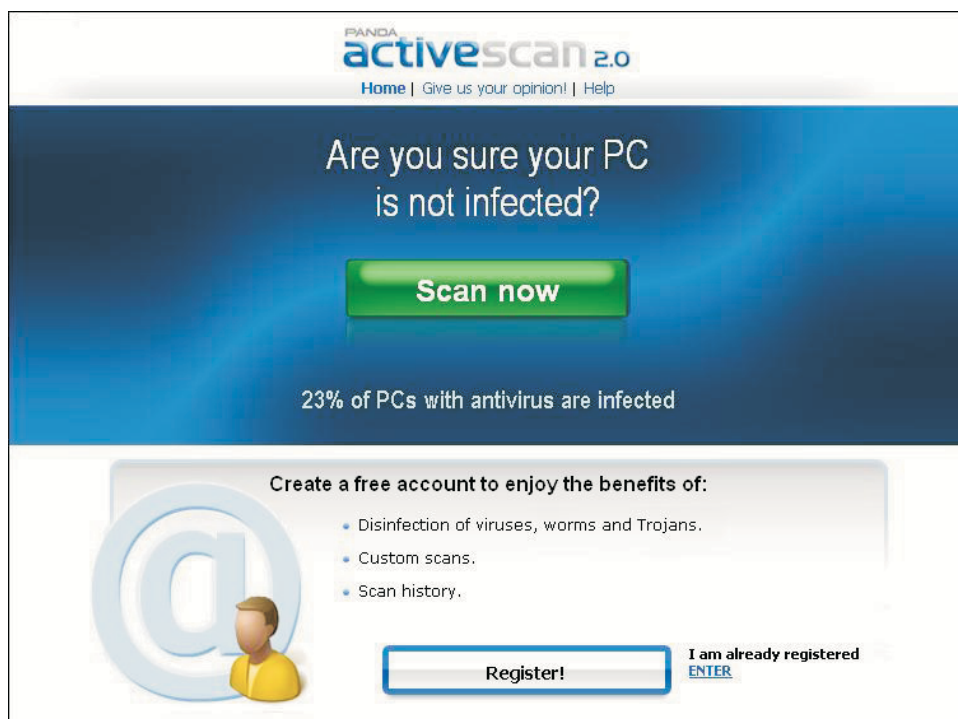 PANDA
activescan 2.0
Home | Give us your opinion! | Help
Are you sure your PC
is not infected?
Scan now
23% of PCs with antivirus are infected
Create a free account to enjoy the benefits of:
Disinfection of viruses, worms and Trojans.
Custom scans.
Scan history.
Register!
I am already registered
ENTER